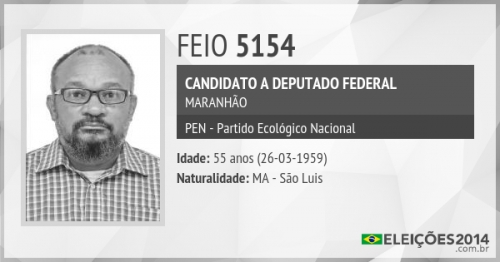 FEIO 5154
CANDIDATO A DEPUTADO FEDERAL
MARANHÃO
PEN - Partido Ecológico Nacional
Idade: 55 anos (26-03-1959)
Naturalidade: MA - São Luis
ELEIÇÕES2014
.com.br